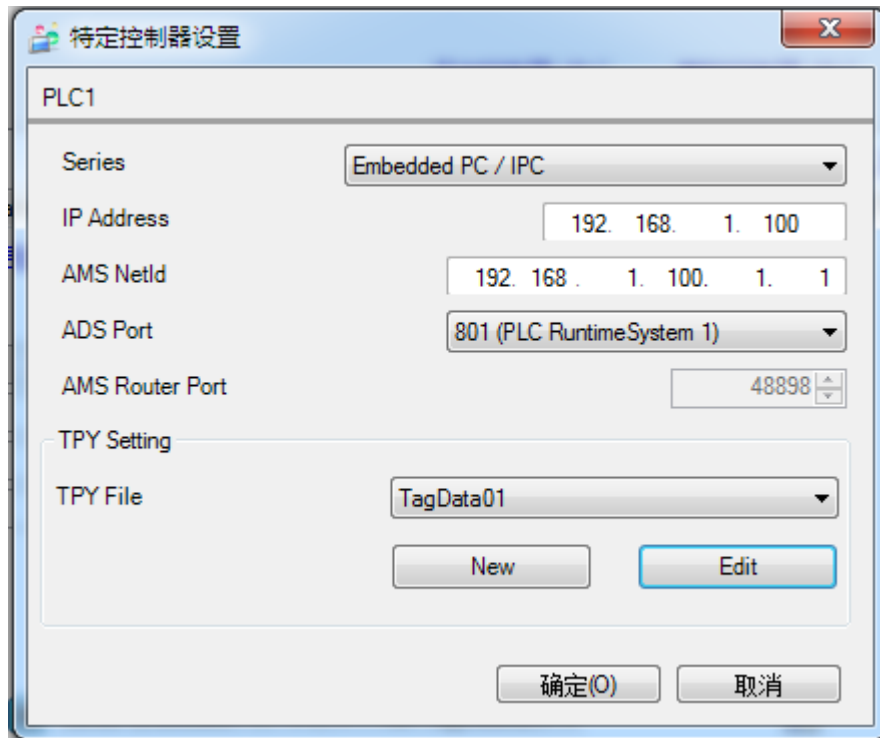 特定控制器设置
PLC1
Series Embedded PC / IPC
IP Address 192. 168. 1. 100
AMS NetId 192. 168 . 1. 100. 1. 1
ADS Port 801 (PLC RuntimeSystem 1)
AMS Router Port 48898
TPY Setting
TPY File TagData01
New Edit
确定(O) 取消